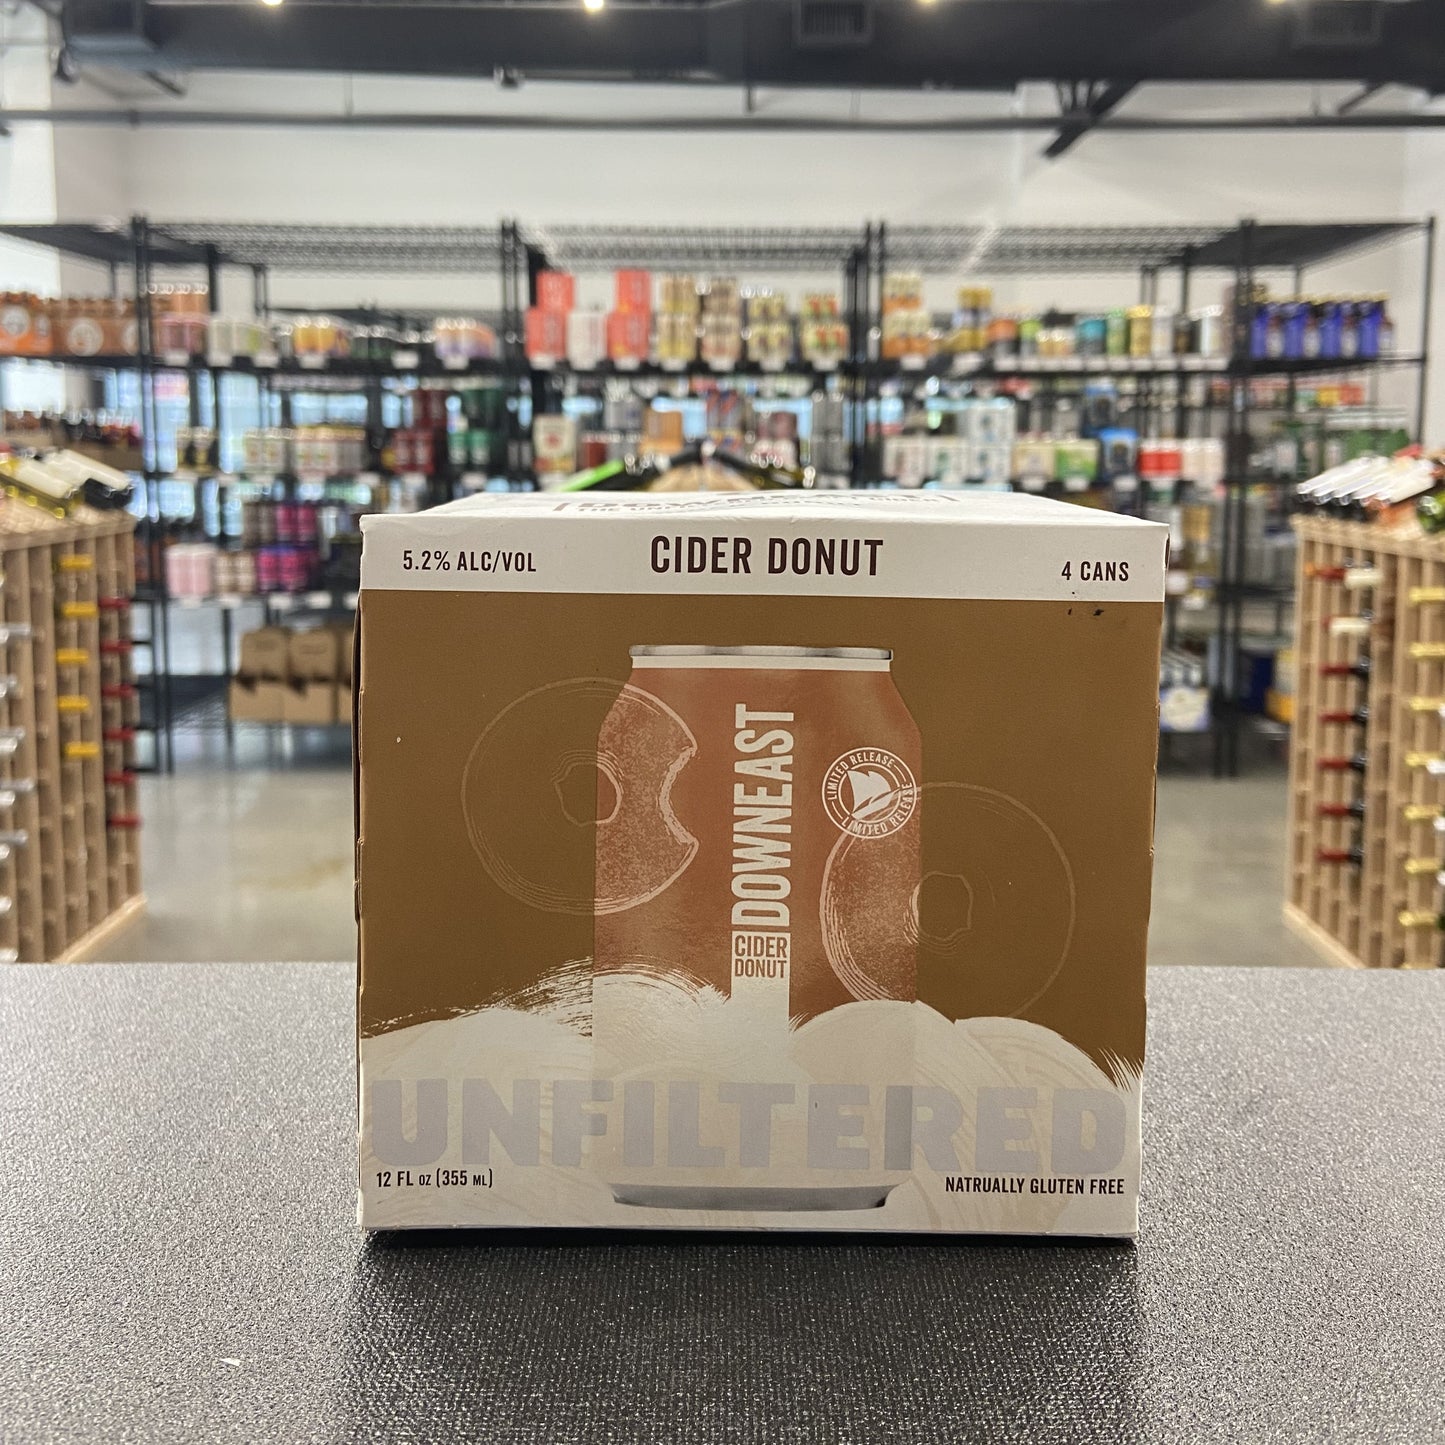 5.2% ALC/VOL
CIDER DONUT
4 CANS
DOWNEAST
CIDER
DONUT
LIMITED RELEASE
LIMITED RELEASE
UNFILTERED
12 FL OZ (355 ML)
NATRUALLY GLUTEN FREE